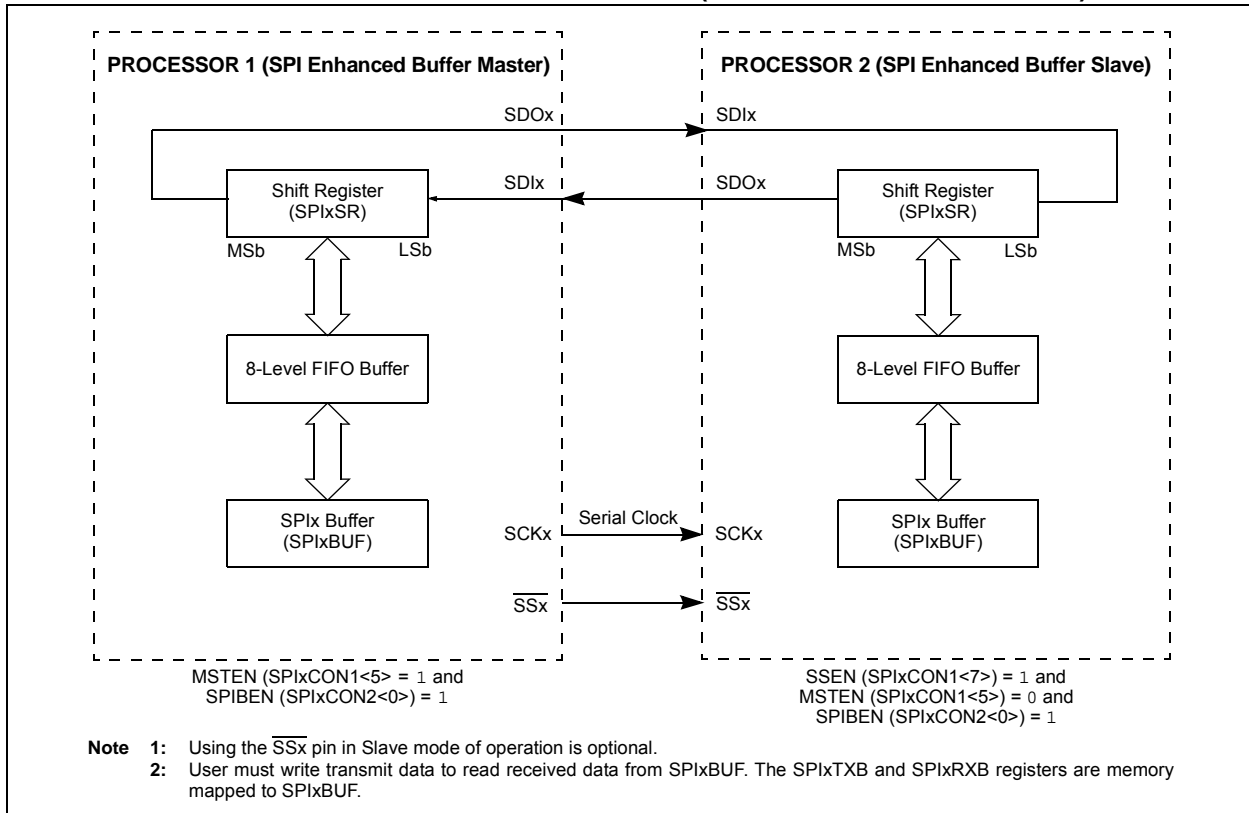 PROCESSOR 1 (SPI Enhanced Buffer Master)
PROCESSOR 2 (SPI Enhanced Buffer Slave)
SDOx
SDIx
Shift Register
(SPIxSR)
SDIx
SDOx
Shift Register
(SPIxSR)
MSb
LSb
MSb
LSb
8-Level FIFO Buffer
8-Level FIFO Buffer
SPIx Buffer
(SPIxBUF)
SCKx
Serial Clock
SCKx
SPIx Buffer
(SPIxBUF)
SSx
SSx
MSTEN (SPIxCON1<5> = 1 and
SPIBEN (SPIxCON2<0>) = 1
SSEN (SPIxCON1<7>) = 1 and
MSTEN (SPIxCON1<5>) = 0 and
SPIBEN (SPIxCON2<0>) = 1
Note 1: Using the SSx pin in Slave mode of operation is optional.
2: User must write transmit data to read received data from SPIxBUF. The SPIxTXB and SPIxRXB registers are memory
mapped to SPIxBUF.